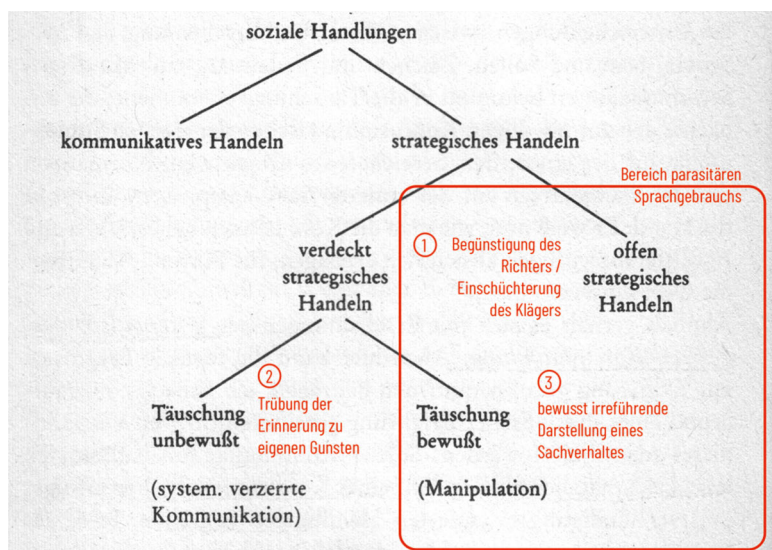 soziale Handlungen
kommunikatives Handeln
strategisches Handeln
Bereich parasitären
Sprachgebrauchs
verdeckt
strategisches
Handeln
1
Begünstigung des
Richters /
Einschüchterung
des Klägers
offen
strategisches
Handeln
2
Trübung der
Erinnerung zu
eigenen Gunsten
Täuschung
unbewußt
(system. verzerrte
Kommunikation)
Täuschung
bewußt
(Manipulation)
3
bewusst irreführende
Darstellung eines
Sachverhaltes